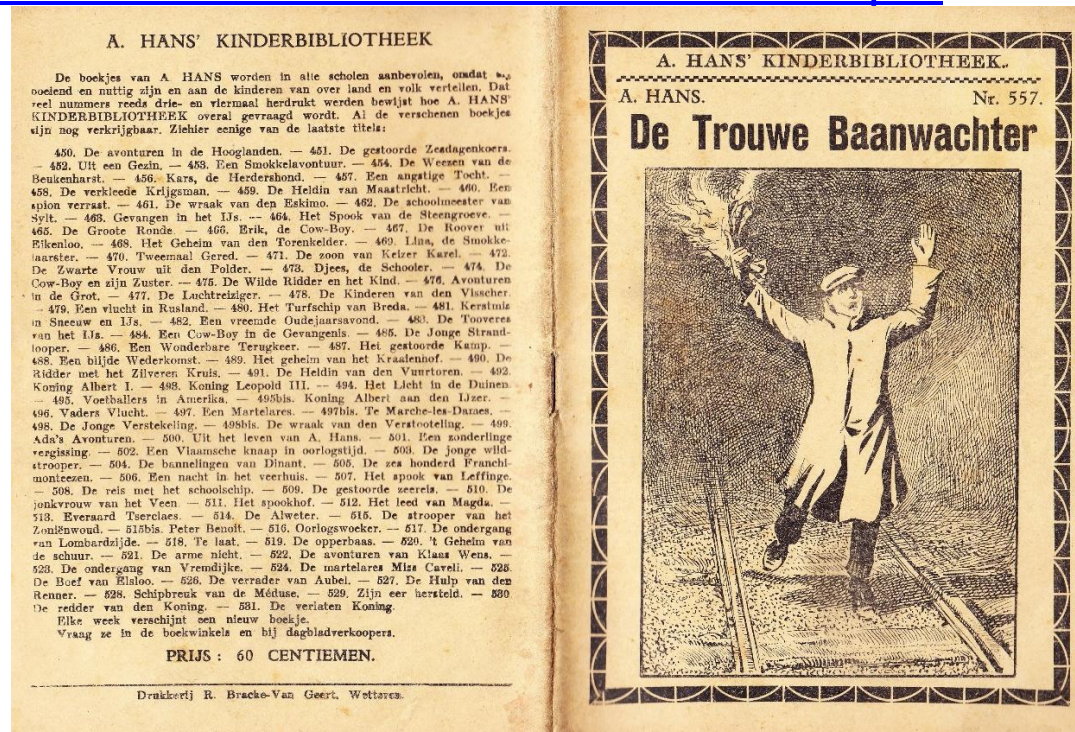 A. HANS' KINDERBIBLIOTHEEK
De boekjes van A. HANS worden in alle scholen aanbevolen, omdat
boeiend en nuttig zijn en aan de kinderen van over land en volk vertellen. Dat
veel nummers reeds drie- en viermaal herdrukt werden bewijst hoe A. HANS'
KINDERBIBLIOTHEEK overal gevraagd wordt. Al de verschenen boekjes
zijn nog verkrijgbaar. Ziehier eenige van de laatste titels:
450. De avonturen in de Hooglanden. — 451. De gestoorde Zesdagenkoers.
— 452. Uit een Gezin. — 453. Een Smokkelavontuur. — 454. De Weezen van de
Beukenharst. — 456. Kars, de Herdershond. — 457. Een angstige Tocht. —
458. De verkleede Krijgsman. — 459. De Heldin van Maastricht. — 460. Een
spion verrast. — 461. De wraak van den Eskimo. — 462. De schoolmeester van
Sylt. — 463. Gevangen in het IJs. — 464. Het Spook van de Steengroeve. —
465. De Groote Ronde. — 466. Erik, de Cow-Boy. — 467. De Roover uit
Eikenloo. — 468. Het Geheim van den Torenkelder. — 469. Lina, de Smokke-
laarster. — 470. Tweemaal Gered. — 471. De zoon van Keizer Karel. — 472.
De Zwarte Vrouw uit den Polder. — 473. Djees, de Schooler. — 474. De
Cow-Boy en zijn Zuster. — 475. De Wilde Ridder en het Kind. — 476. Avonturen
in de Grot. — 477. De Luchtreiziger. — 478. De Kinderen van den Visscher.
— 479. Een vlucht in Rusland. — 480. Het Turfschip van Breda. — 481. Kerstmis
in Sneeuw en IJs. — 482. Een vreemde Oudejaarsavond. — 483. De Tooveres
van het IJs. — 484. Een Cow-Boy in de Gevangenis. — 485. De Jonge Strand-
looper. — 486. Een Wonderbare Terugkeer. — 487. Het gestoorde Kamp. —
488. Een blijde Wederkomst. — 489. Het geheim van het Kraaienhof. — 490. De
Ridder met het Zilveren Kruis. — 491. De Heldin van den Vuurtoren. — 492.
Koning Albert I. — 493. Koning Leopold III. — 494. Het Licht in de Duinen.
— 495. Voetballers in Amerika. — 495bis. Koning Albert aan den IJzer. —
496. Vaders Vlucht. — 497. Een Martelares. — 497bis. Te Marche-les-Dames. —
498. De Jonge Verstekeling. — 498bis. De wraak van den Verstooteling. — 499.
Ada's Avonturen. — 500. Uit het leven van A. Hans. — 501. Een zonderlinge
vergissing. — 502. Een Vlaamsche knaap in oorlogstijd. — 503. De jonge wild-
strooper. — 504. De bannelingen van Dinant. — 505. De zes honderd Franchi-
monteezen. — 506. Een nacht in het veerhuis. — 507. Het spook van Leffinge.
— 508. De reis met het schoolschip. — 509. De gestoorde zeereis. — 510. De
jonkvrouw van het Veen. — 511. Het spookhof. — 512. Het leed van Magda. —
513. Everaard Tserclaes. — 514. De Alweter. — 515. De strooper van het
Zoniënwoud. — 515bis. Peter Benoit. — 516. Oorlogswoeker. — 517. De ondergang
van Lombardzijde. — 518. Te laat. — 519. De opperbaas. — 520. 't Geheim van
de schuur. — 521. De arme nicht. — 522. De avonturen van Klaas Wens. —
523. De ondergang van Vremdijke. — 524. De martelares Miss Cavell. — 525.
De Boef van Elsloo. — 526. De verrader van Aubel. — 527. De Hulp van den
Renner. — 528. Schipbreuk van de Méduse. — 529. Zijn eer hersteld. — 530
De redder van den Koning. — 531. De verlaten Koning.
Elke week verschijnt een nieuw boekje.
Vraag ze in de boekwinkels en bij dagbladverkoopers.
PRIJS : 60 CENTIEMEN.
Drukkerij R. Bracke-Van Geert, Wetteren.
A. HANS' KINDERBIBLIOTHEEK.
A. HANS. Nr. 557.
De Trouwe Baanwachter